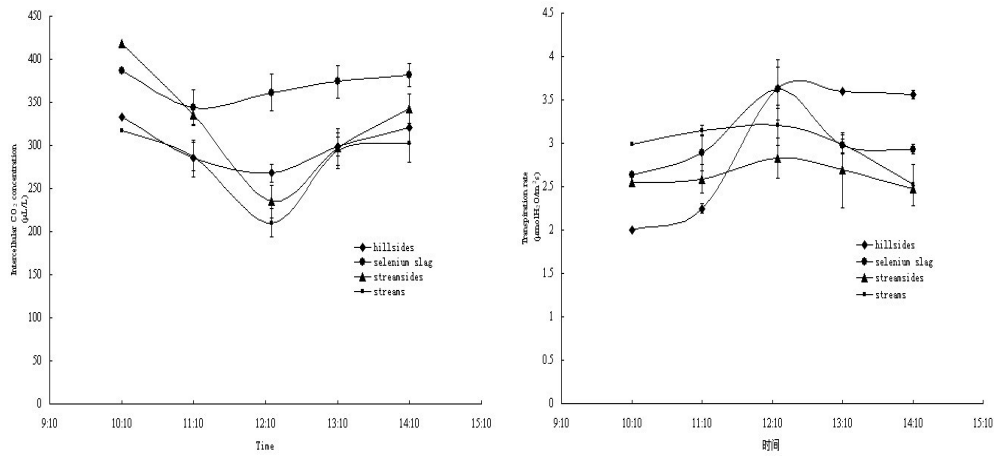 450
400
350
300
250
200
150
100
50
0
Intercellular CO₂ concentration
(μL/L)
hillsides
selenium slag
streamsides
streams
9:10 10:10 11:10 12:10 13:10 14:10 15:10
Time
4.5
4
3.5
3
2.5
2
1.5
1
0.5
0
Transpiration rate
(μmolH₂O/m²s)
hillsides
selenium slag
streamsides
streams
9:10 10:10 11:10 12:10 13:10 14:10 15:10
时间